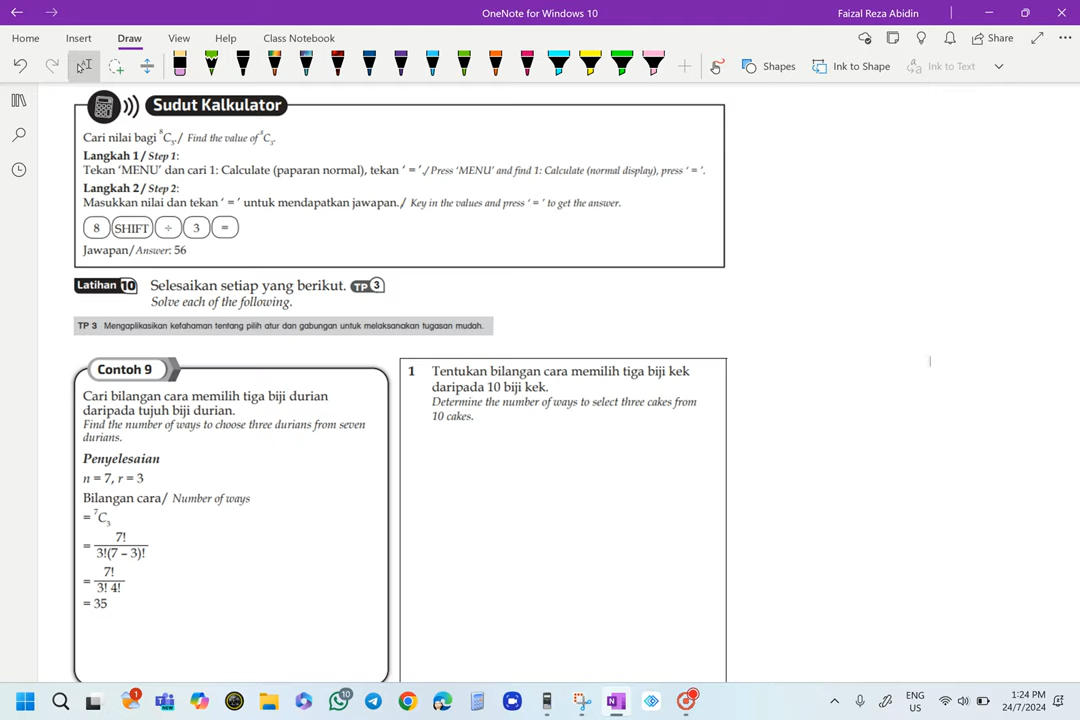 OneNote for Windows 10
Faizal Reza Abidin
Home Insert Draw View Help Class Notebook
Share
Shapes Ink to Shape Ink to Text
Sudut Kalkulator
Cari nilai bagi ⁸C₃./ Find the value of ⁸C₃.
Langkah 1/ Step 1:
Tekan ‘MENU’ dan cari 1: Calculate (paparan normal), tekan ‘ = ’./ Press ‘MENU’ and find 1: Calculate (normal display), press ‘ = ’.
Langkah 2/ Step 2:
Masukkan nilai dan tekan ‘ = ’ untuk mendapatkan jawapan./ Key in the values and press ‘ = ’ to get the answer.
8 SHIFT ÷ 3 =
Jawapan/Answer: 56
Latihan 10 Selesaikan setiap yang berikut. TP 3
Solve each of the following.
TP 3 Mengaplikasikan kefahaman tentang pilih atur dan gabungan untuk melaksanakan tugasan mudah.
Contoh 9
Cari bilangan cara memilih tiga biji durian
daripada tujuh biji durian.
Find the number of ways to choose three durians from seven
durians.
Penyelesaian
n = 7, r = 3
Bilangan cara/ Number of ways
= ⁷C₃
= 7!
3!(7 – 3)!
= 7!
3! 4!
= 35
1 Tentukan bilangan cara memilih tiga biji kek
daripada 10 biji kek.
Determine the number of ways to select three cakes from
10 cakes.
1
NEW
10
ENG
US
1:24 PM
24/7/2024